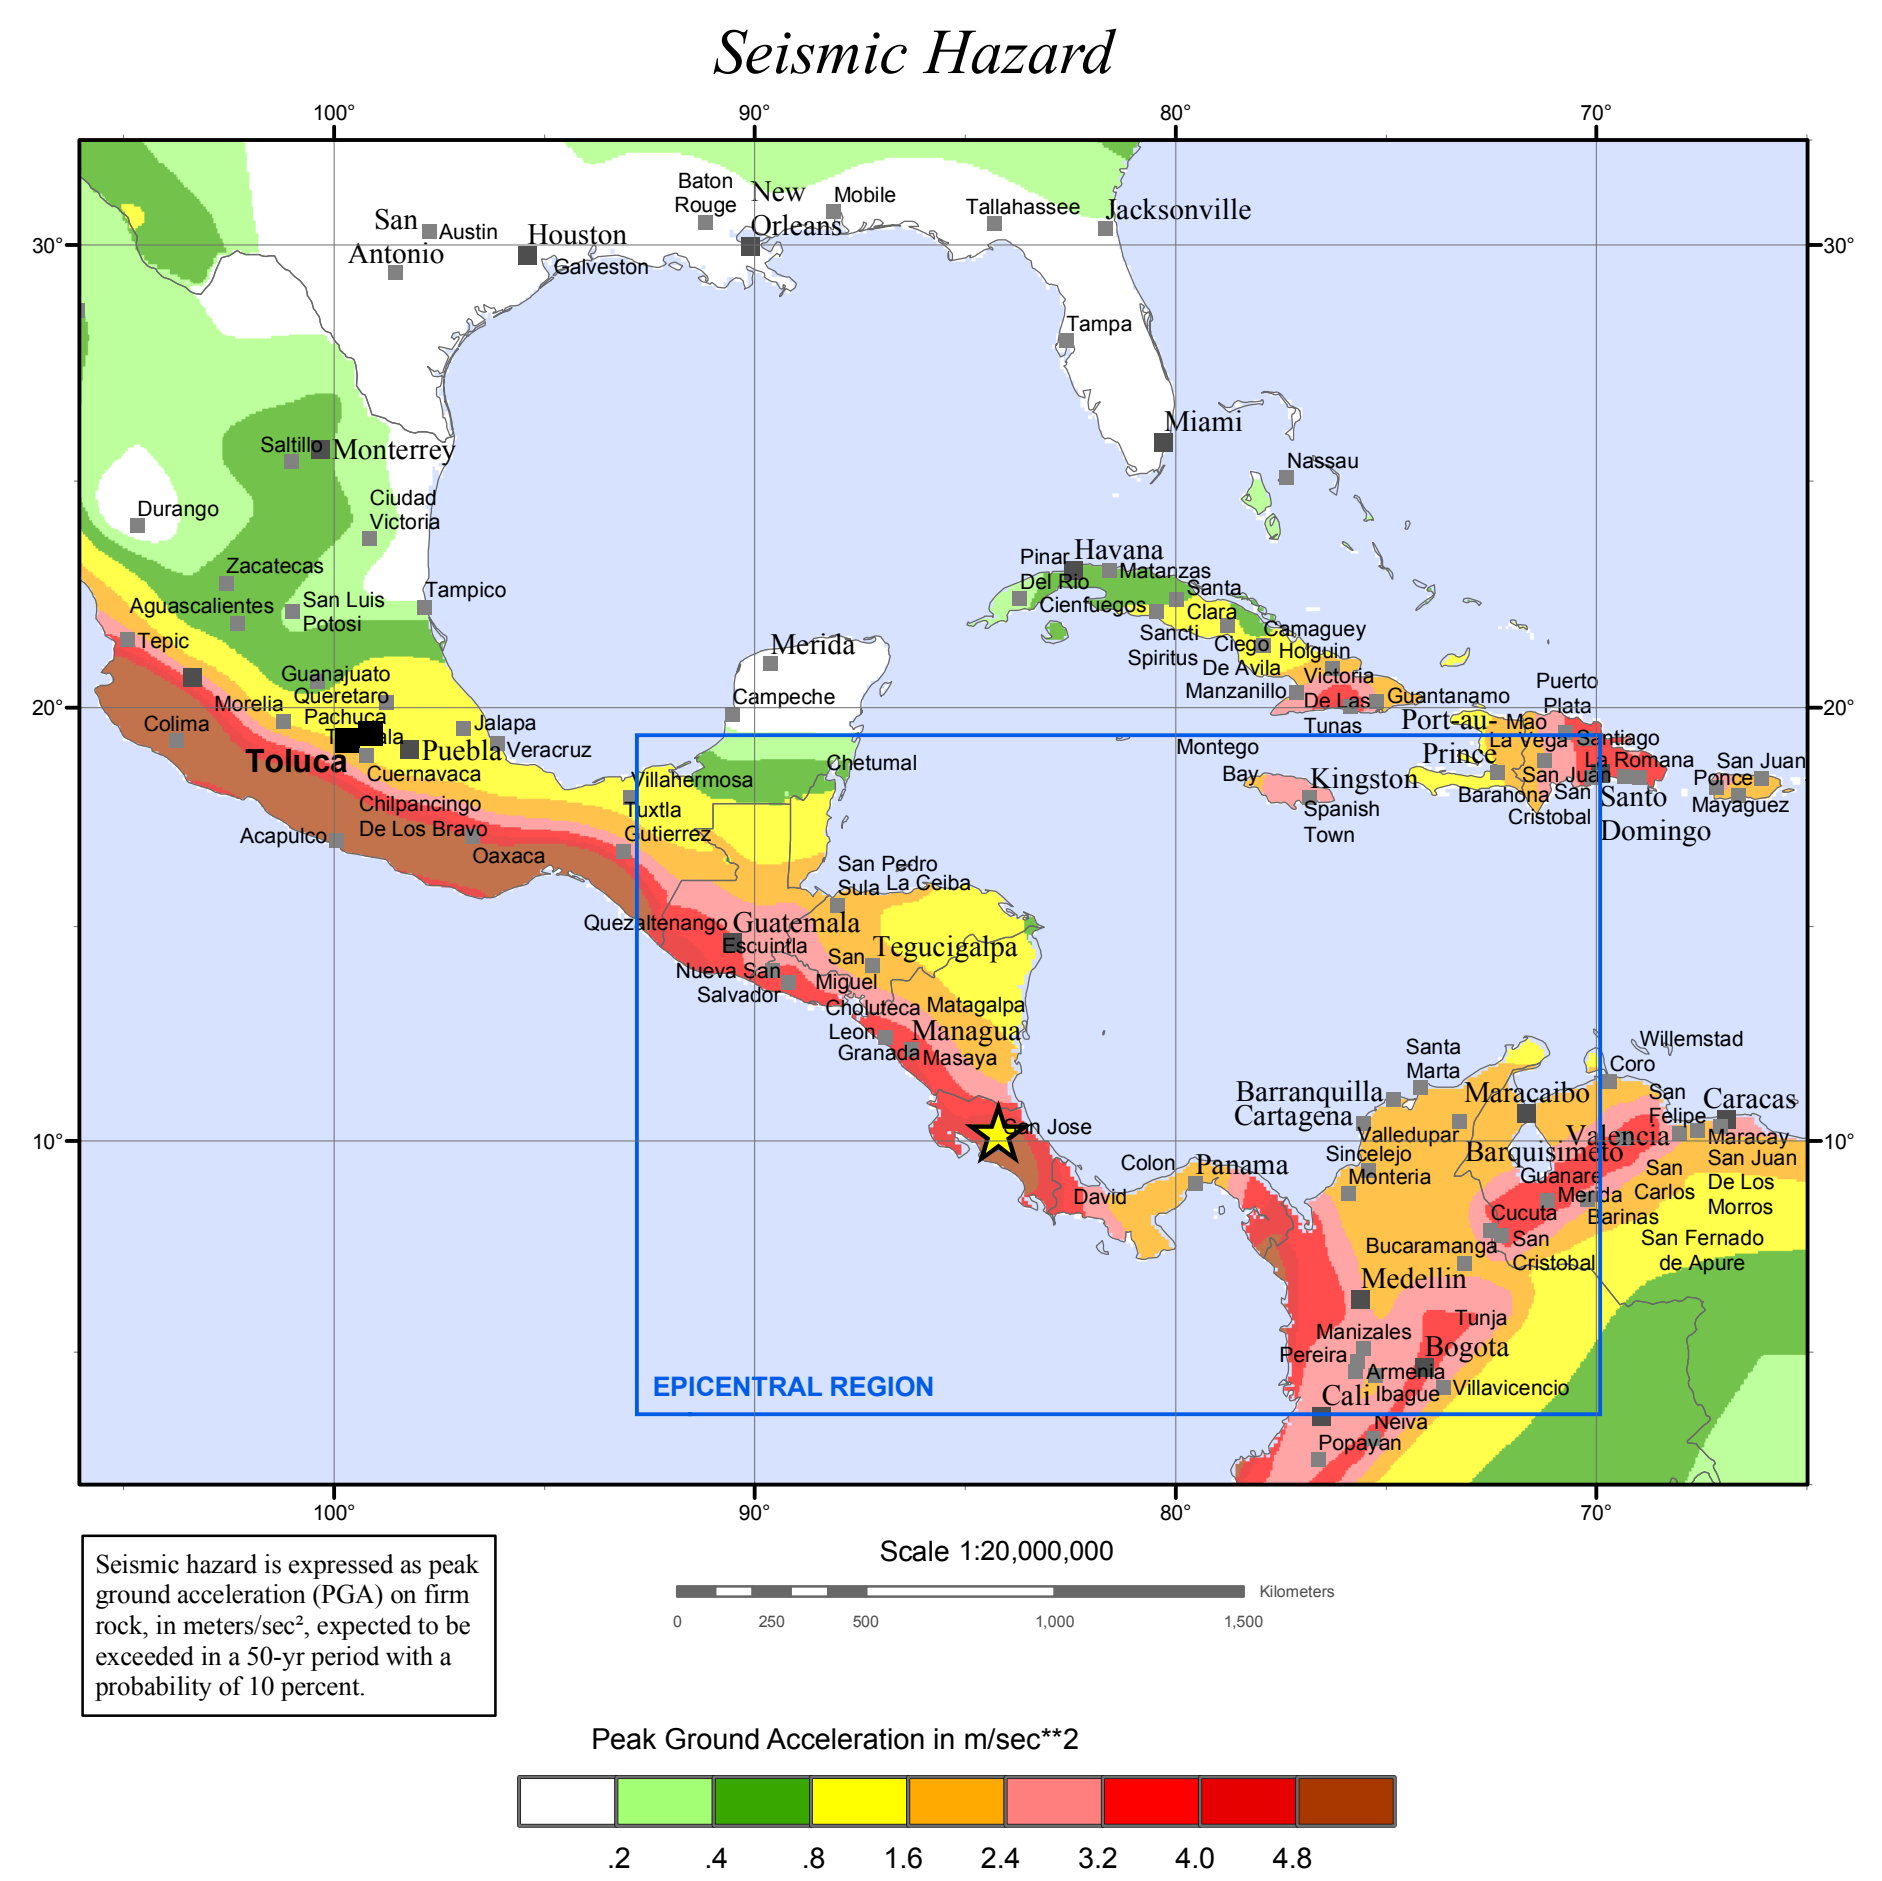 Seismic Hazard
100° 90° 80° 70°
Baton
Rouge
New
Orleans
Mobile
Tallahassee
Jacksonville
San
Antonio
Austin
Houston
Galveston
30° 30°
Tampa
Miami
Nassau
Saltillo
Monterrey
Durango
Ciudad
Victoria
Zacatecas
Aguascalientes
San Luis
Potosi
Tampico
Tepic
Pinar
Del Rio
Havana
Matanzas
Cienfuegos
Santa
Clara
Sancti
Spiritus
Ciego
De Avila
Camaguey
Holguin
Victoria
De Las
Tunas
Manzanillo
Guantanamo
Merida
Campeche
Guanajuato
Queretaro
Pachuca
Morelia
Colima
Jalapa
Veracruz
Puebla
Toluca
Cuernavaca
20° 20°
Puerto
Plata
Port-au-
Prince
Mao
La Vega
Santiago
La Romana
San Juan
San Juan
Ponce
Mayaguez
Barahona
San
Cristobal
Santo
Domingo
Montego
Bay
Kingston
Spanish
Town
Chetumal
Villahermosa
Tuxtla
Gutierrez
Chilpancingo
De Los Bravo
Acapulco
Oaxaca
San Pedro
Sula
La Ceiba
Quezaltenango
Guatemala
Escuintla
Tegucigalpa
Nueva San
Salvador
San
Miguel
Choluteca
Matagalpa
Leon
Managua
Granada
Masaya
San Jose
10° 10°
Colon
Panama
David
Willemstad
Santa
Marta
Coro
Barranquilla
Cartagena
Maracaibo
San
Felipe
Caracas
Valledupar
Valencia
Maracay
Sincelejo
Barquisimeto
San Juan
De Los
Morros
Monteria
Guanare
Merida
San
Carlos
Barinas
Cucuta
San
Cristobal
San Fernado
de Apure
Bucaramanga
Medellin
Tunja
Manizales
Bogota
Pereira
Armenia
Ibague
Villavicencio
Cali
Neiva
Popayan
EPICENTRAL REGION
100° 90° 80° 70°
Seismic hazard is expressed as peak
ground acceleration (PGA) on firm
rock, in meters/sec², expected to be
exceeded in a 50-yr period with a
probability of 10 percent.
Scale 1:20,000,000
Kilometers
0 250 500 1,000 1,500
Peak Ground Acceleration in m/sec**2
.2 .4 .8 1.6 2.4 3.2 4.0 4.8